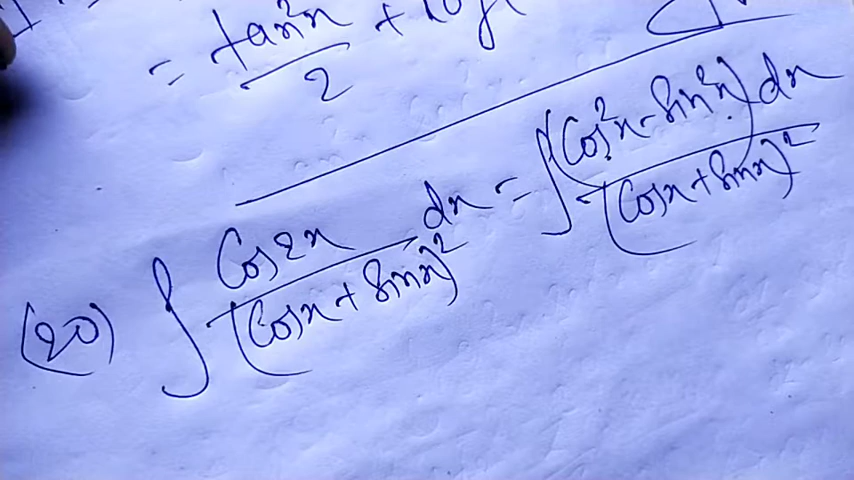 = tan²x/2 + log
(20) ∫ Cos2x/(Cosx + Sinx)² dx = ∫ (Cos²x - Sin²x) dx/(Cosx + Sinx)²